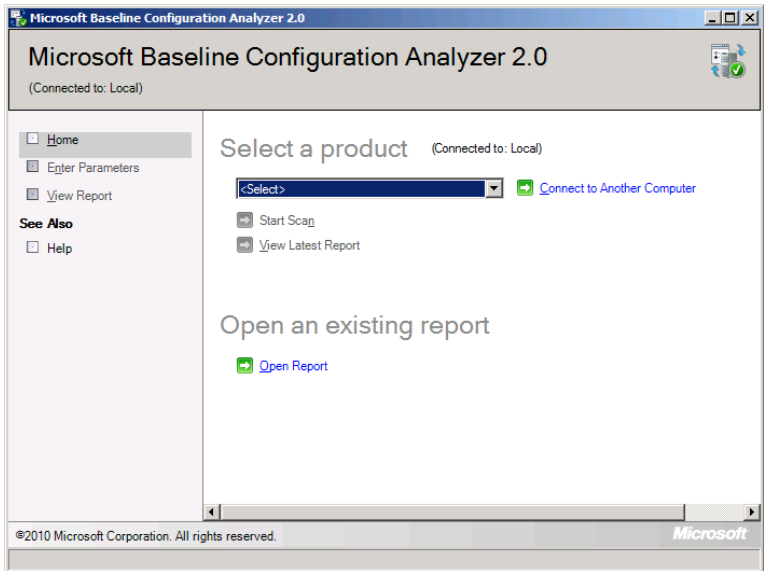 Microsoft Baseline Configuration Analyzer 2.0
Microsoft Baseline Configuration Analyzer 2.0
(Connected to: Local)
Home
Enter Parameters
View Report
See Also
Help
Select a product (Connected to: Local)
<Select> Connect to Another Computer
Start Scan
View Latest Report
Open an existing report
Open Report
©2010 Microsoft Corporation. All rights reserved. Microsoft